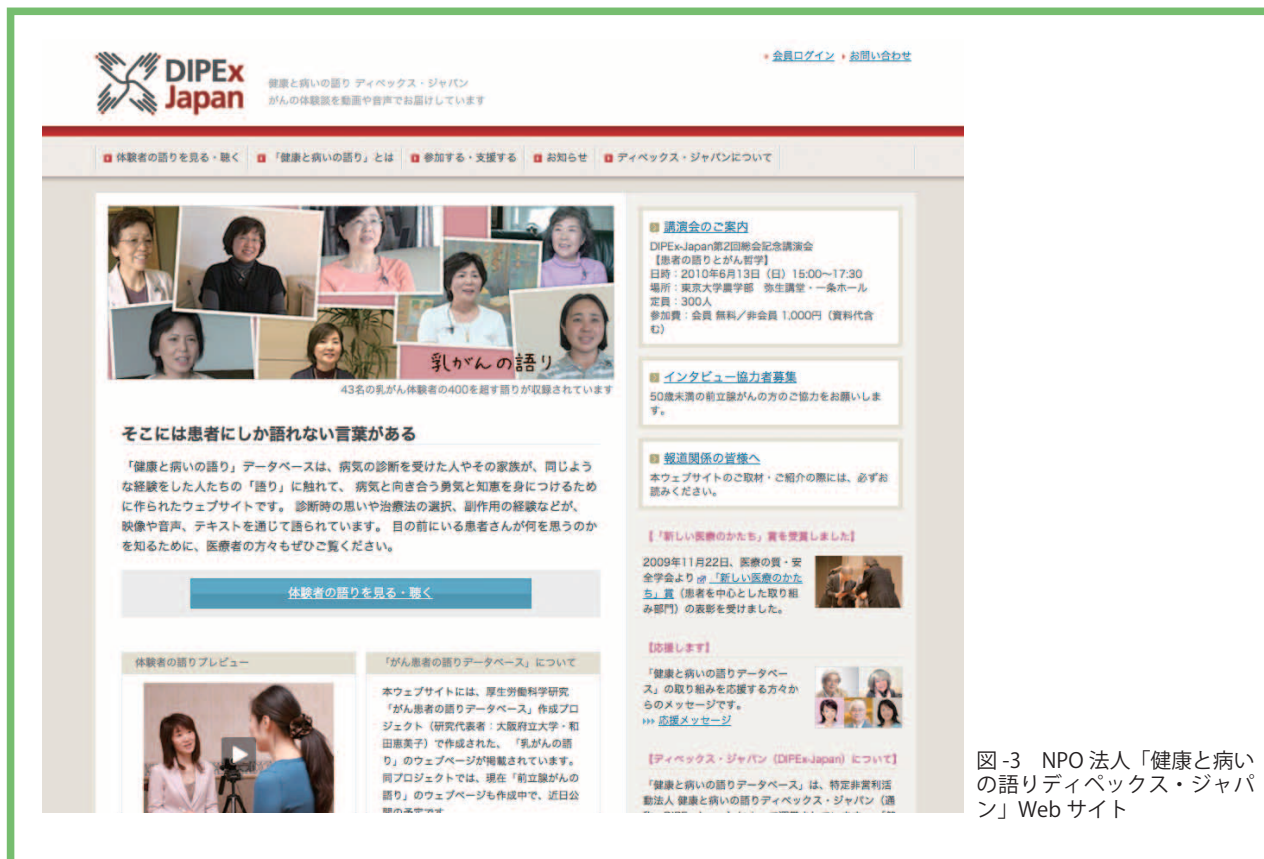 DIPEx
Japan
健康と病いの語り ディペックス・ジャパン
がんの体験談を動画や音声でお届けしています
会員ログイン
お問い合わせ
体験者の語りを見る・聴く
「健康と病いの語り」とは
参加する・支援する
お知らせ
ディペックス・ジャパンについて
乳がんの語り
43名の乳がん体験者の400を超す語りが収録されています
そこには患者にしか語れない言葉がある
「健康と病いの語り」データベースは、病気の診断を受けた人やその家族が、同じよう
な経験をした人たちの「語り」に触れて、 病気と向き合う勇気と知恵を身につけるため
に作られたウェブサイトです。 診断時の思いや治療法の選択、副作用の経験などが、
映像や音声、テキストを通じて語られています。 目の前にいる患者さんが何を思うのか
を知るために、医療者の方々もぜひご覧ください。
体験者の語りを見る・聴く
体験者の語りプレビュー
「がん患者の語りデータベース」について
本ウェブサイトには、厚生労働科学研究
「がん患者の語りデータベース」作成プロ
ジェクト（研究代表者：大阪府立大学・和
田恵美子）で作成された、 「乳がんの語
り」のウェブページが掲載されています。
同プロジェクトでは、現在「前立腺がんの
語り」のウェブページも作成中で、近日公
開の予定です
講演会のご案内
DIPEx-Japan第2回総会記念講演会
【患者の語りとがん哲学】
日時：2010年6月13日（日）15:00〜17:30
場所：東京大学農学部 弥生講堂・一条ホール
定員：300人
参加費：会員 無料／非会員 1,000円（資料代含
む）
インタビュー協力者募集
50歳未満の前立腺がんの方のご協力をお願いしま
す。
報道関係の皆様へ
本ウェブサイトのご取材・ご紹介の際には、必ずお
読みください。
【「新しい医療のかたち」賞を受賞しました】
2009年11月22日、医療の質・安
全学会より 「新しい医療のかた
ち」賞（患者を中心とした取り組
み部門）の表彰を受けました。
【応援します】
「健康と病いの語りデータベー
ス」の取り組みを応援する方々か
らのメッセージです。
››› 応援メッセージ
【ディペックス・ジャパン（DIPEx-Japan）について】
「健康と病いの語りデータベース」は、特定非営利活
動法人 健康と病いの語りディペックス・ジャパン（通
図-3 NPO法人「健康と病い
の語りディペックス・ジャパ
ン」Webサイト